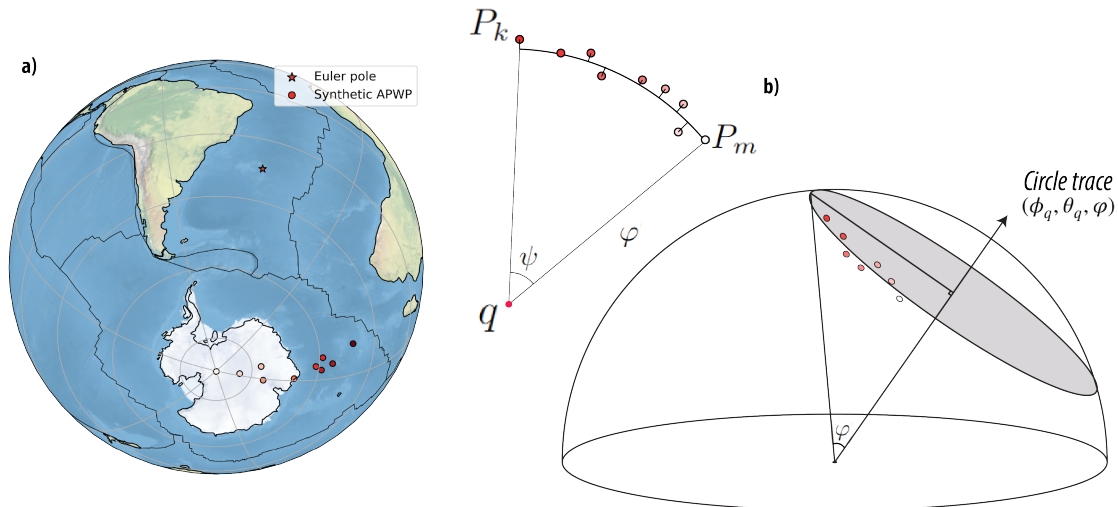 a)
Euler pole
Synthetic APWP
P_k
b)
P_m
ψ
φ
q
Circle trace
(ϕ_q, θ_q, φ)
φ